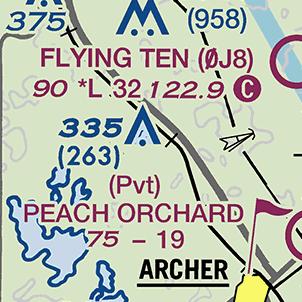 375
(958)
FLYING TEN (ØJ8)
90 *L 32 122.9 C
335
(263)
(Pvt)
PEACH ORCHARD
75 – 19
ARCHER